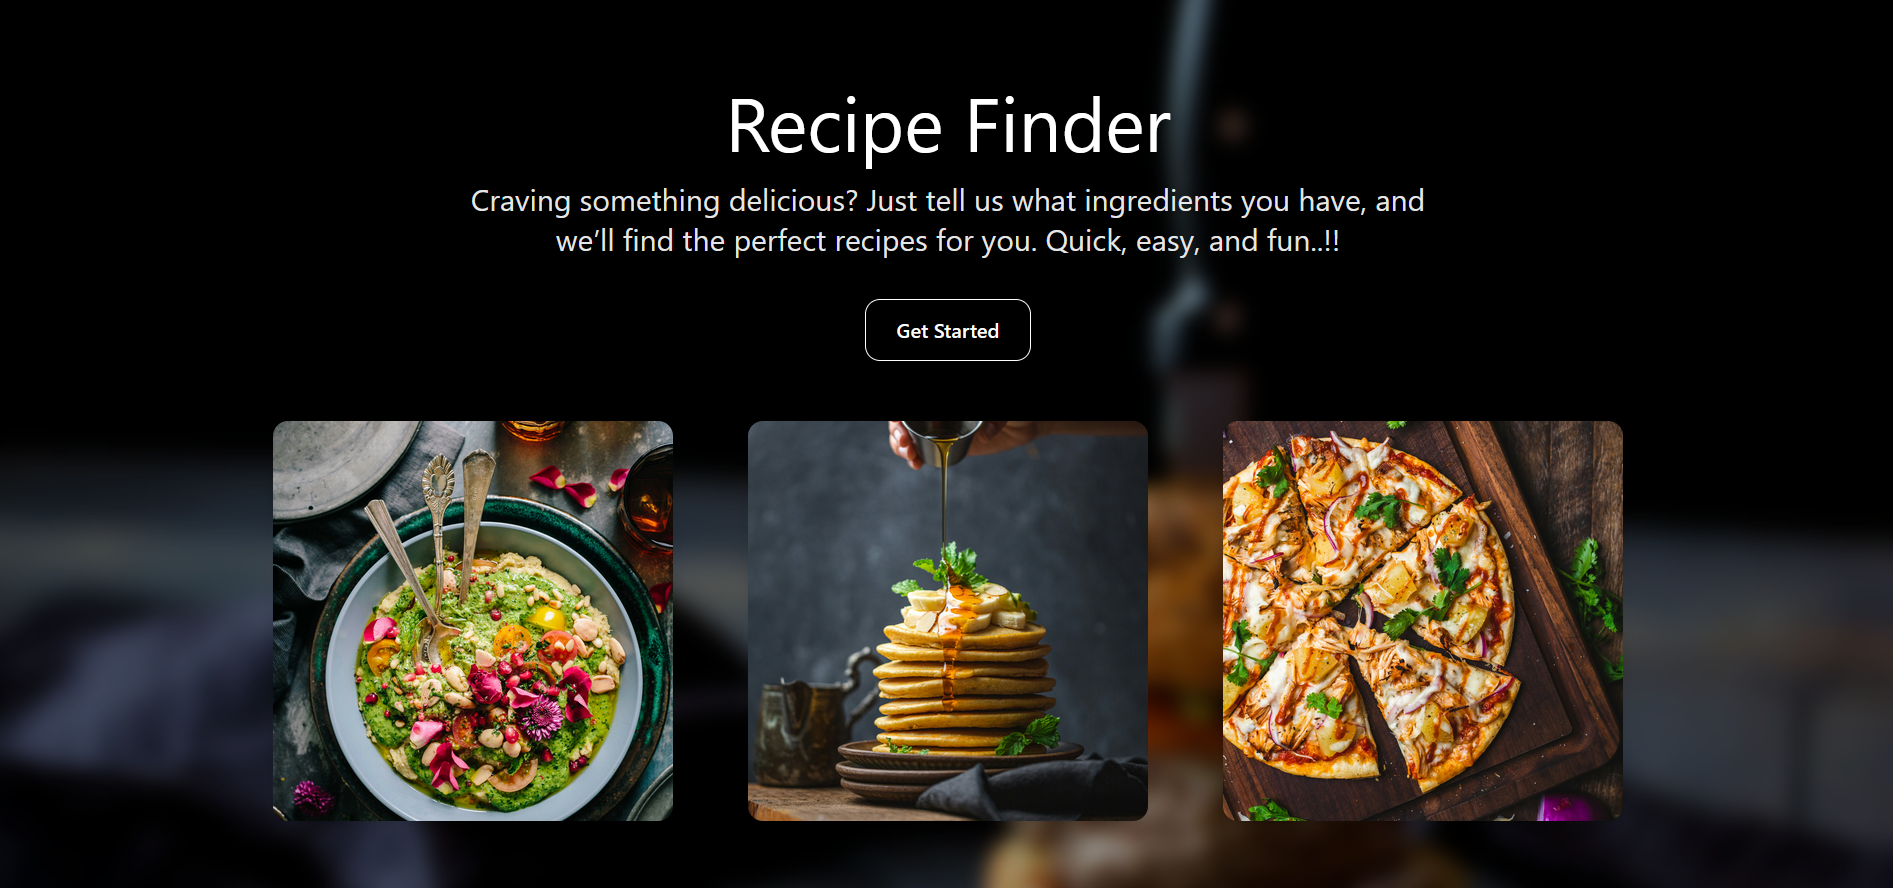 Recipe Finder
Craving something delicious? Just tell us what ingredients you have, and
we’ll find the perfect recipes for you. Quick, easy, and fun..!!
Get Started